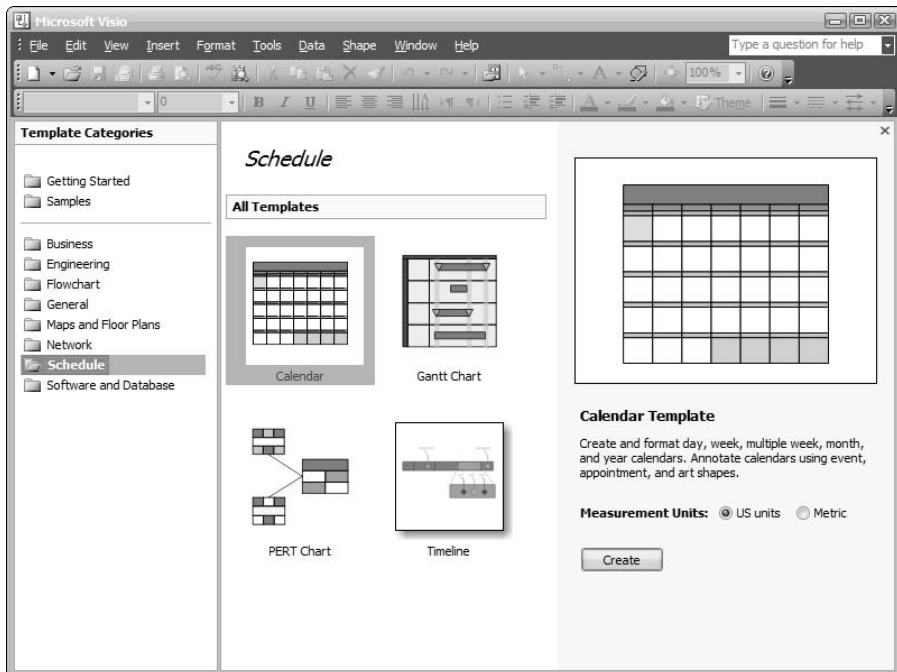 Microsoft Visio
File Edit View Insert Format Tools Data Shape Window Help
Type a question for help
100%
0 B I U A Theme
Template Categories
Getting Started
Samples
Business
Engineering
Flowchart
General
Maps and Floor Plans
Network
Schedule
Software and Database
Schedule
All Templates
Calendar
Gantt Chart
PERT Chart
Timeline
Calendar Template
Create and format day, week, multiple week, month,
and year calendars. Annotate calendars using event,
appointment, and art shapes.
Measurement Units: US units Metric
Create